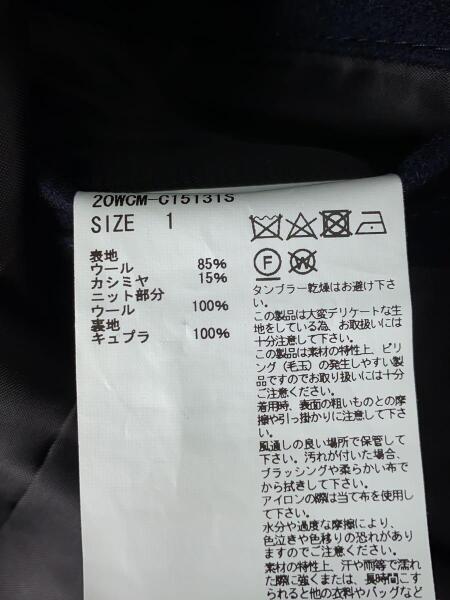 20WCM-C15131S
SIZE 1
表地
ウール 85%
カシミヤ 15%
ニット部分
ウール 100%
裏地
キュプラ 100%
F W
タンブラー乾燥はお避け下さ
い。
この製品は大変デリケートな生
地をしている為、お取扱いには
十分注意して下さい。
この製品は素材の特性上、ピリ
ング(毛玉)の発生しやすい製
品ですのでお取り扱いには十分
ご注意ください。
着用時、表面の粗いものとの摩
擦や引っ掛かりに注意して下さ
い。
風通しの良い場所で保管して
下さい。汚れが付いた場合、
ブラッシングや柔らかい布で
から拭きして下さい。
アイロンの際は当て布を使用し
て下さい。
水分や過度な摩擦により、
色泣きや色移りの恐れがありま
すのでご注意下さい。
素材の特性上、汗や雨等で濡れ
た際に強くまたは、長時間こす
られると他の衣料やバッグなど